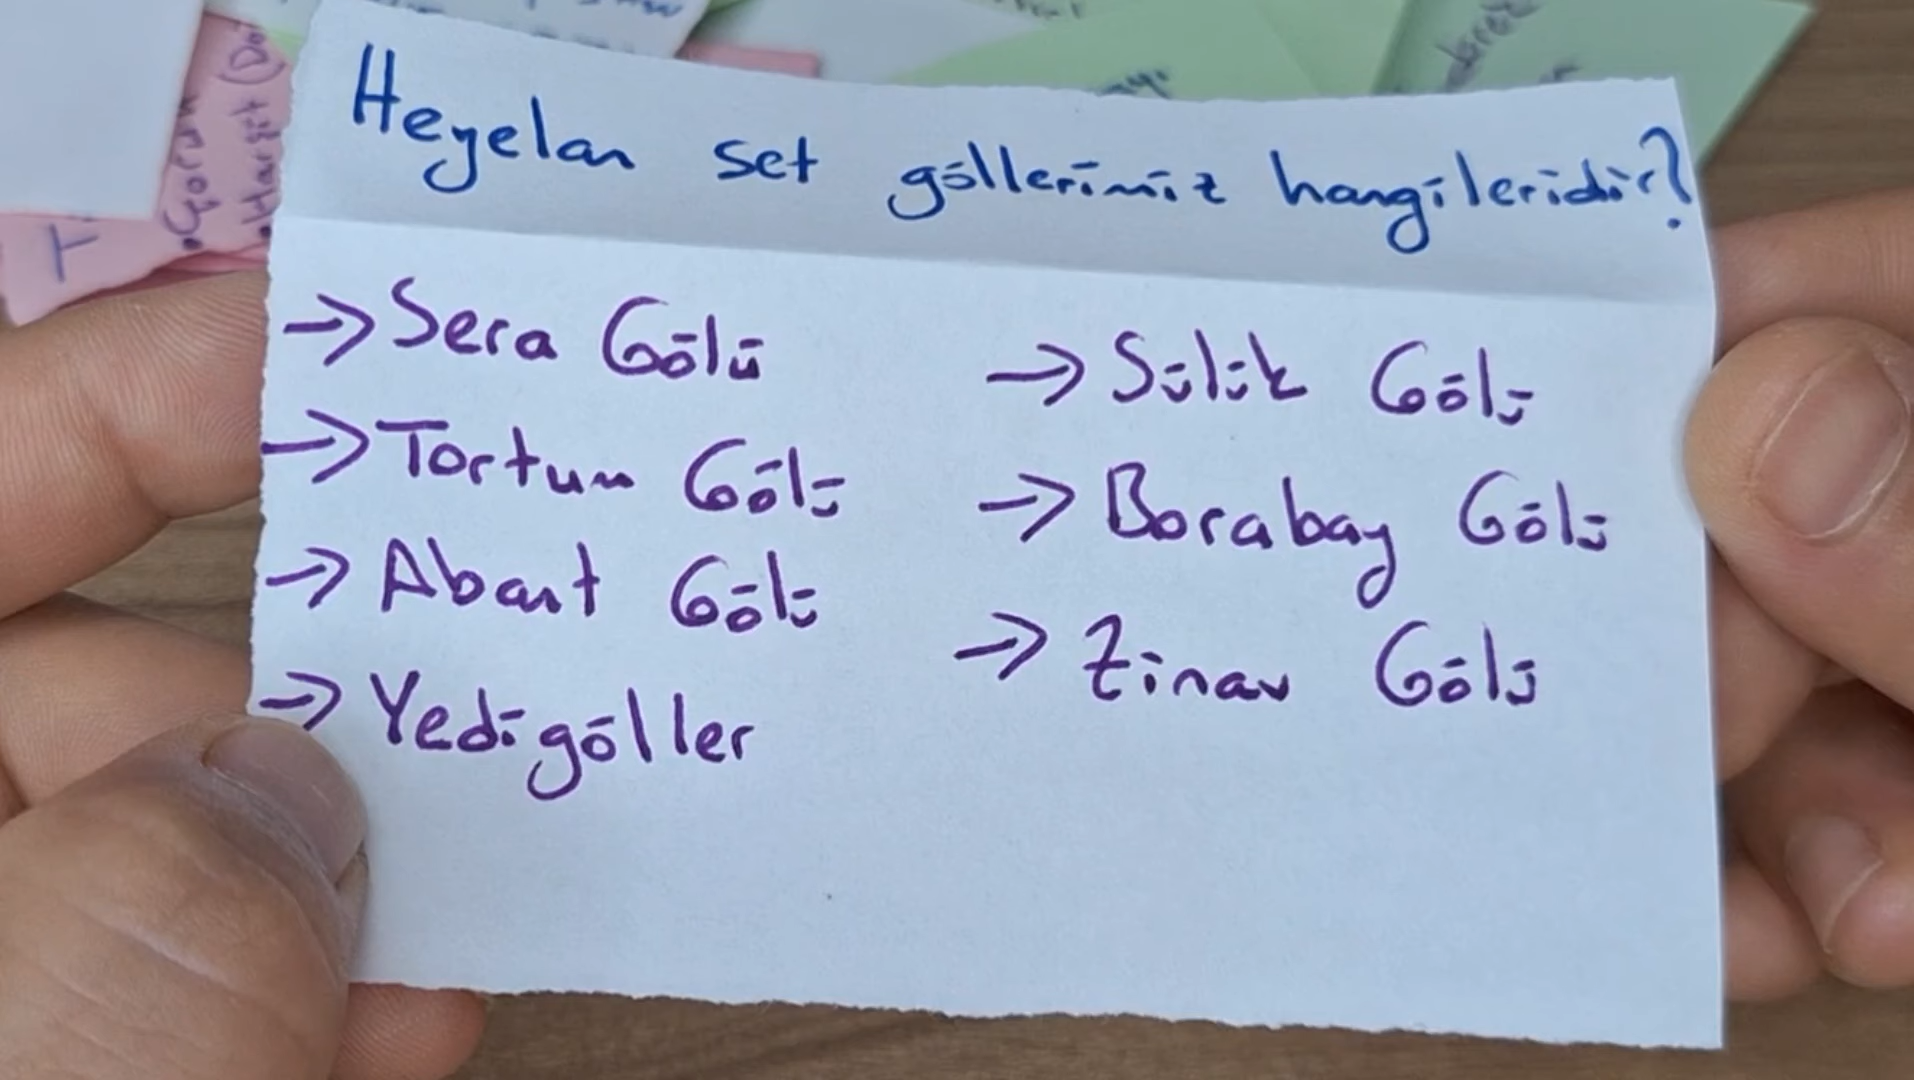 Heyelan set göllerimiz hangileridir?
→ Sera Gölü
→ Tortum Gölü
→ Abant Gölü
→ Yedigöller
→ Sülük Gölü
→ Borabay Gölü
→ Zinav Gölü